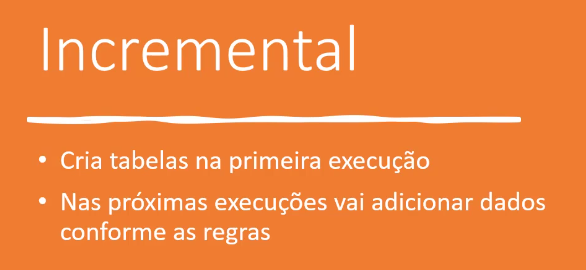 Incremental
• Cria tabelas na primeira execução
• Nas próximas execuções vai adicionar dados
conforme as regras